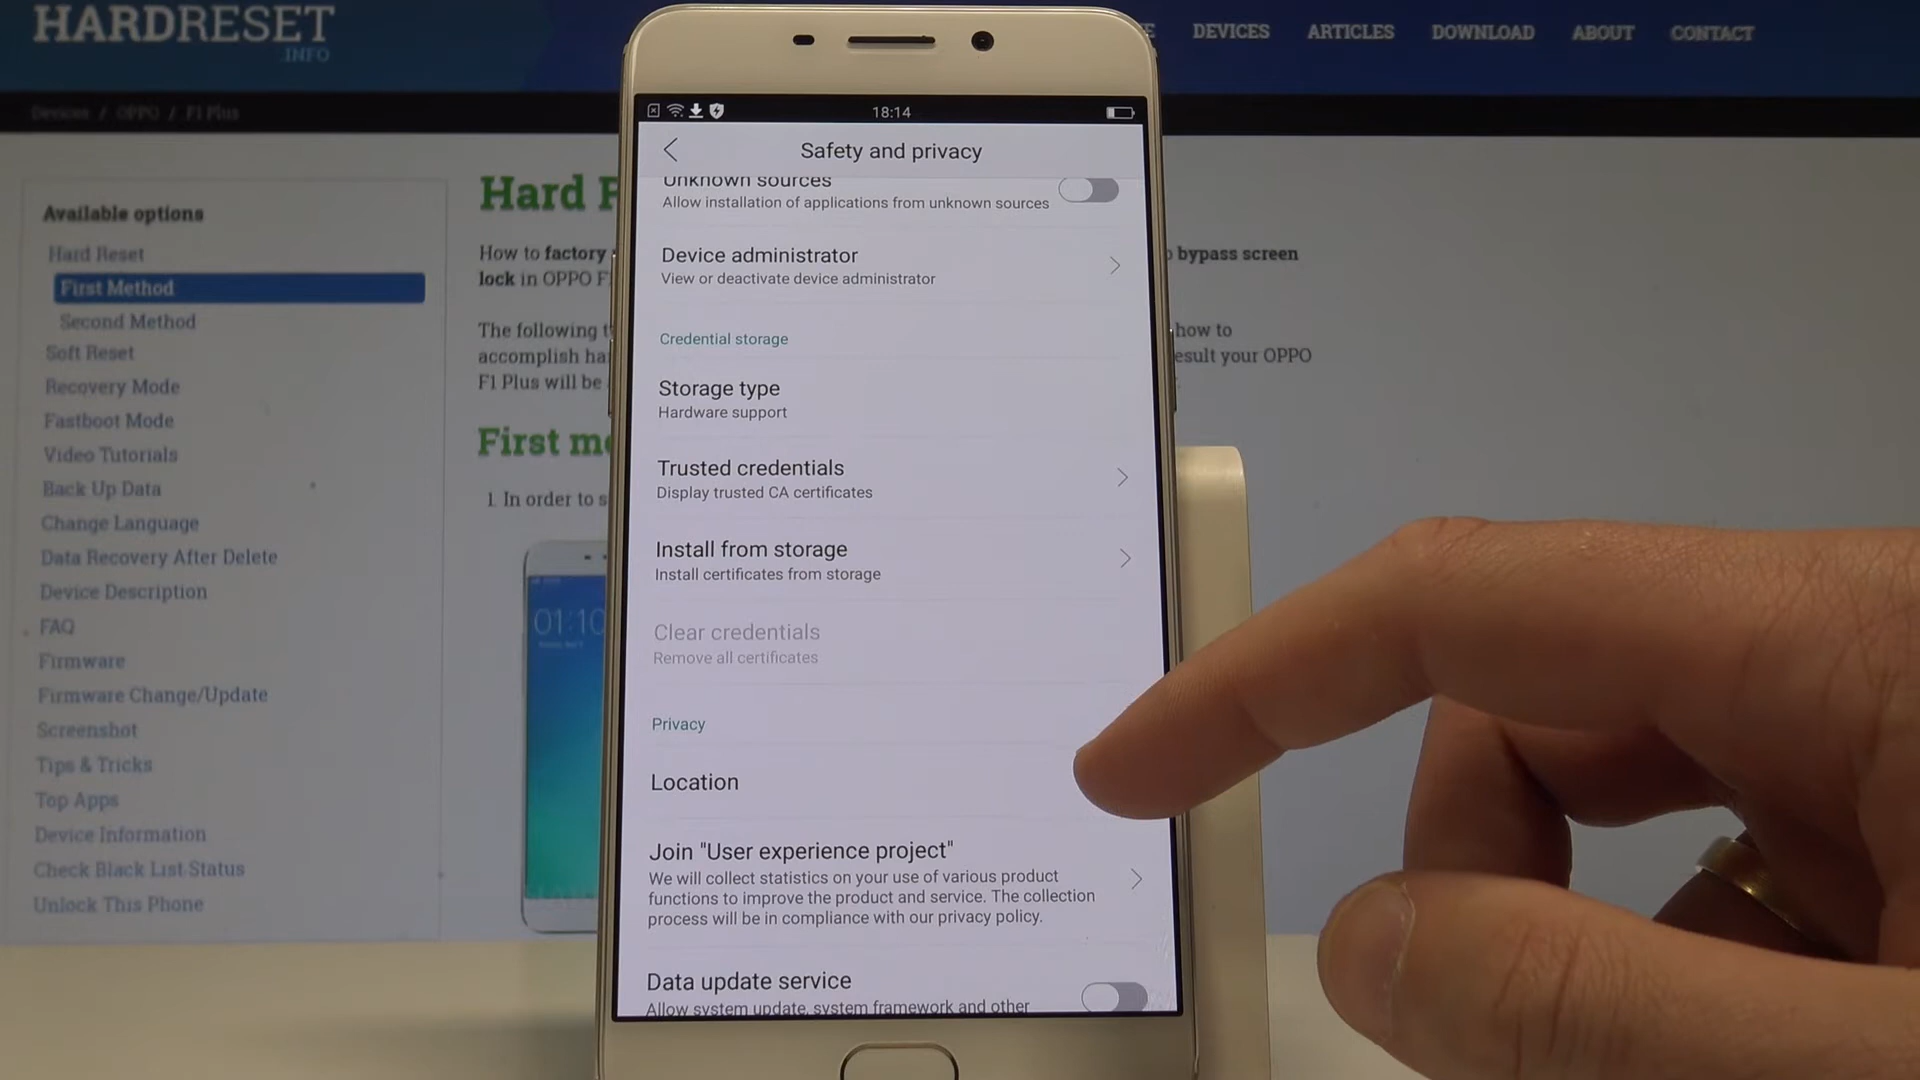 HARDRESET
.INFO
DEVICES
ARTICLES
DOWNLOAD
ABOUT
CONTACT
Devices / OPPO / F1 Plus
Available options
Hard Reset
First Method
Second Method
Soft Reset
Recovery Mode
Fastboot Mode
Video Tutorials
Back Up Data
Change Language
Data Recovery After Delete
Device Description
FAQ
Firmware
Firmware Change/Update
Screenshot
Tips & Tricks
Top Apps
Device Information
Check Black List Status
Unlock This Phone
Hard
How to factory
bypass screen
lock in OPPO
The following
how to
accomplish
result your OPPO
F1 Plus will be
First
1. In order to
01:10
18:14
Safety and privacy
Unknown sources
Allow installation of applications from unknown sources
Device administrator
View or deactivate device administrator
Credential storage
Storage type
Hardware support
Trusted credentials
Display trusted CA certificates
Install from storage
Install certificates from storage
Clear credentials
Remove all certificates
Privacy
Location
Join "User experience project"
We will collect statistics on your use of various product
functions to improve the product and service. The collection
process will be in compliance with our privacy policy.
Data update service
Allow system update, system framework and other